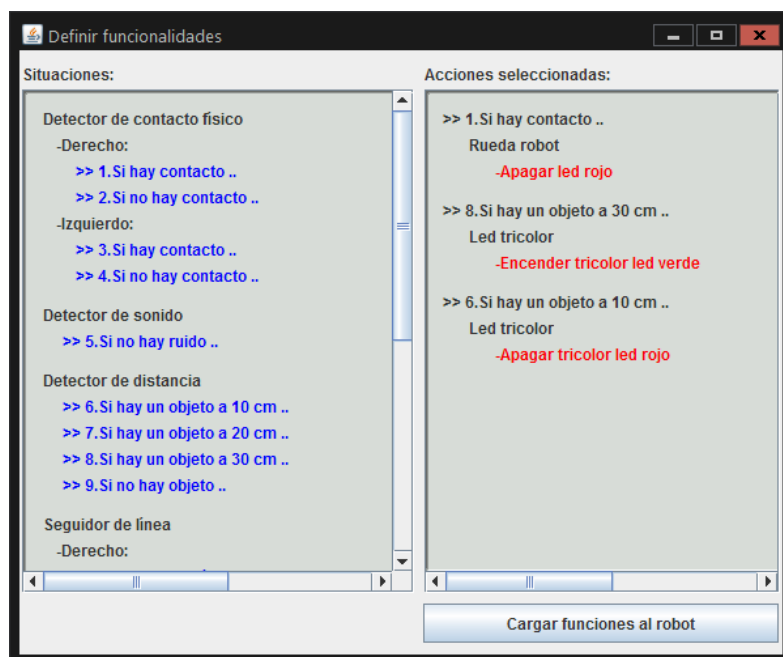 Definir funcionalidades
Situaciones:
Detector de contacto físico
-Derecho:
>> 1.Si hay contacto ..
>> 2.Si no hay contacto ..
-Izquierdo:
>> 3.Si hay contacto ..
>> 4.Si no hay contacto ..
Detector de sonido
>> 5.Si no hay ruido ..
Detector de distancia
>> 6.Si hay un objeto a 10 cm ..
>> 7.Si hay un objeto a 20 cm ..
>> 8.Si hay un objeto a 30 cm ..
>> 9.Si no hay objeto ..
Seguidor de línea
-Derecho:
Acciones seleccionadas:
>> 1.Si hay contacto ..
Rueda robot
-Apagar led rojo
>> 8.Si hay un objeto a 30 cm ..
Led tricolor
-Encender tricolor led verde
>> 6.Si hay un objeto a 10 cm ..
Led tricolor
-Apagar tricolor led rojo
Cargar funciones al robot